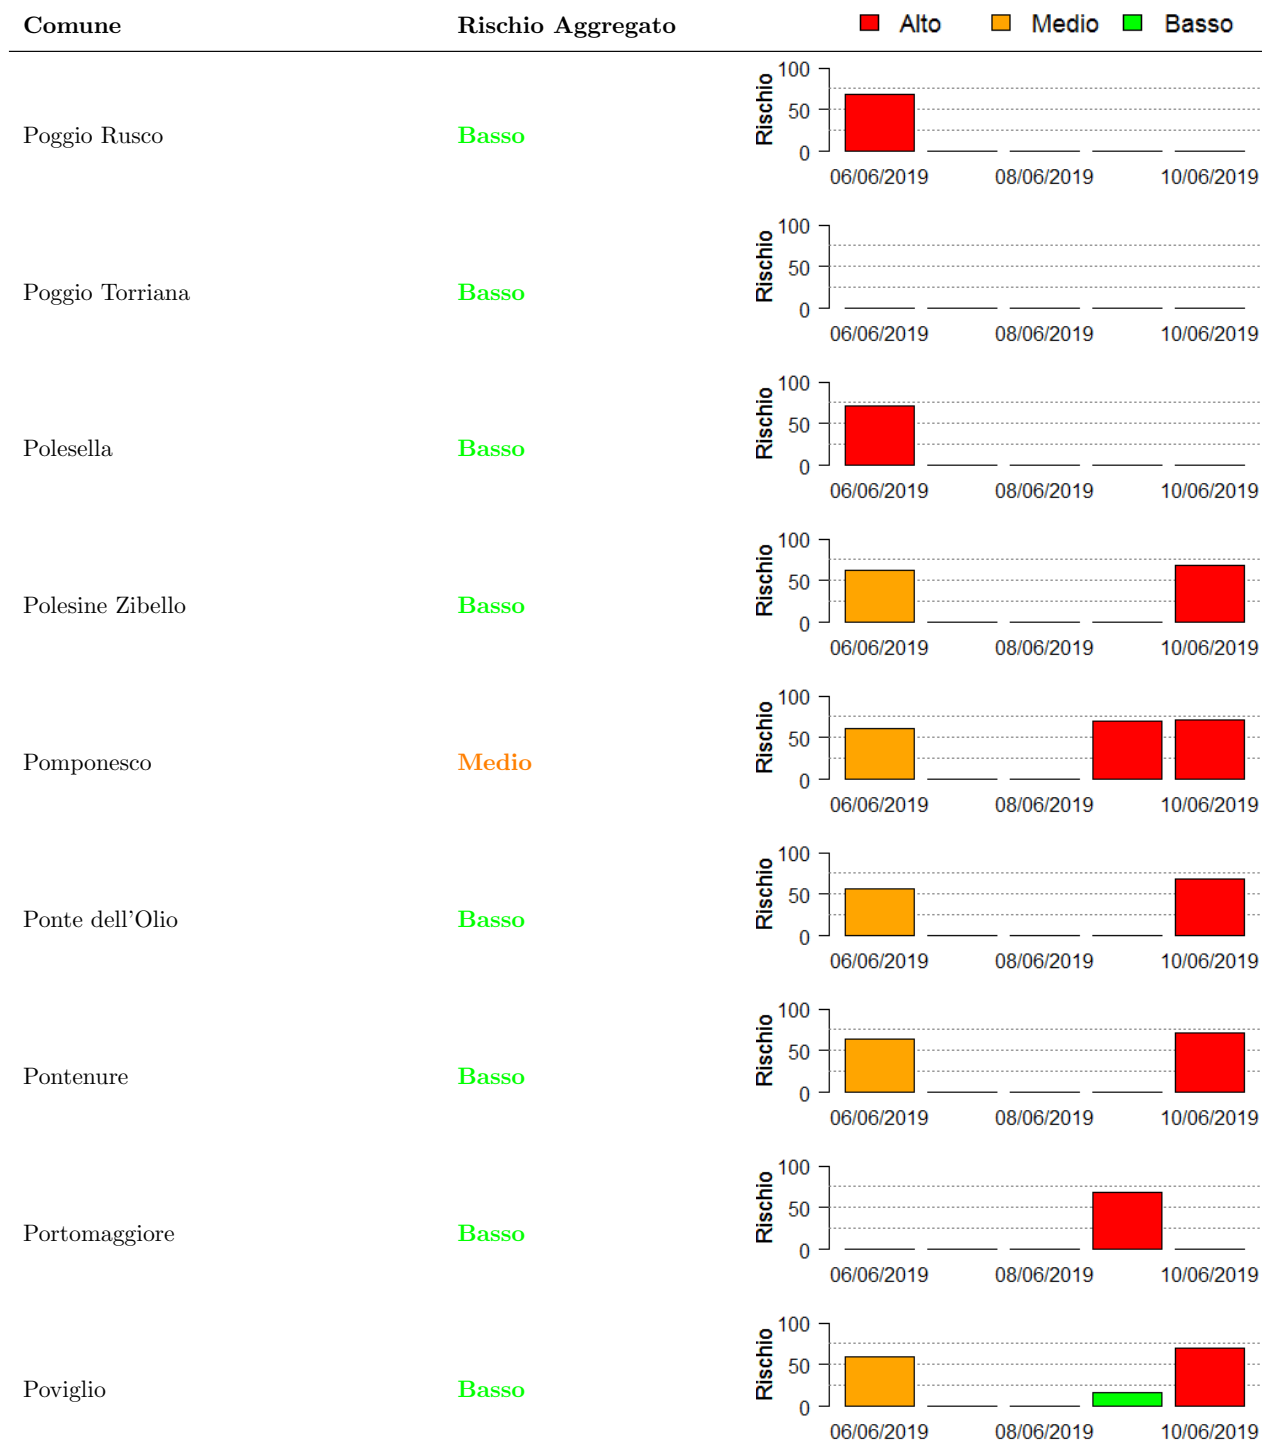 Comune Rischio Aggregato Alto Medio Basso
100
50
0
Rischio
Poggio Rusco Basso
06/06/2019 08/06/2019 10/06/2019
100
50
0
Rischio
Poggio Torriana Basso
06/06/2019 08/06/2019 10/06/2019
100
50
0
Rischio
Polesella Basso
06/06/2019 08/06/2019 10/06/2019
100
50
0
Rischio
Polesine Zibello Basso
06/06/2019 08/06/2019 10/06/2019
100
50
0
Rischio
Pomponesco Medio
06/06/2019 08/06/2019 10/06/2019
100
50
0
Rischio
Ponte dell'Olio Basso
06/06/2019 08/06/2019 10/06/2019
100
50
0
Rischio
Pontenure Basso
06/06/2019 08/06/2019 10/06/2019
100
50
0
Rischio
Portomaggiore Basso
06/06/2019 08/06/2019 10/06/2019
100
50
0
Rischio
Poviglio Basso
06/06/2019 08/06/2019 10/06/2019